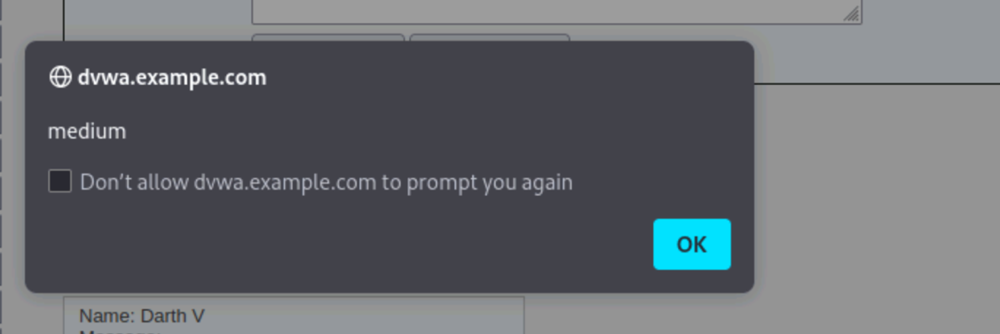 dvwa.example.com
medium
Don’t allow dvwa.example.com to prompt you again
OK
Name: Darth V